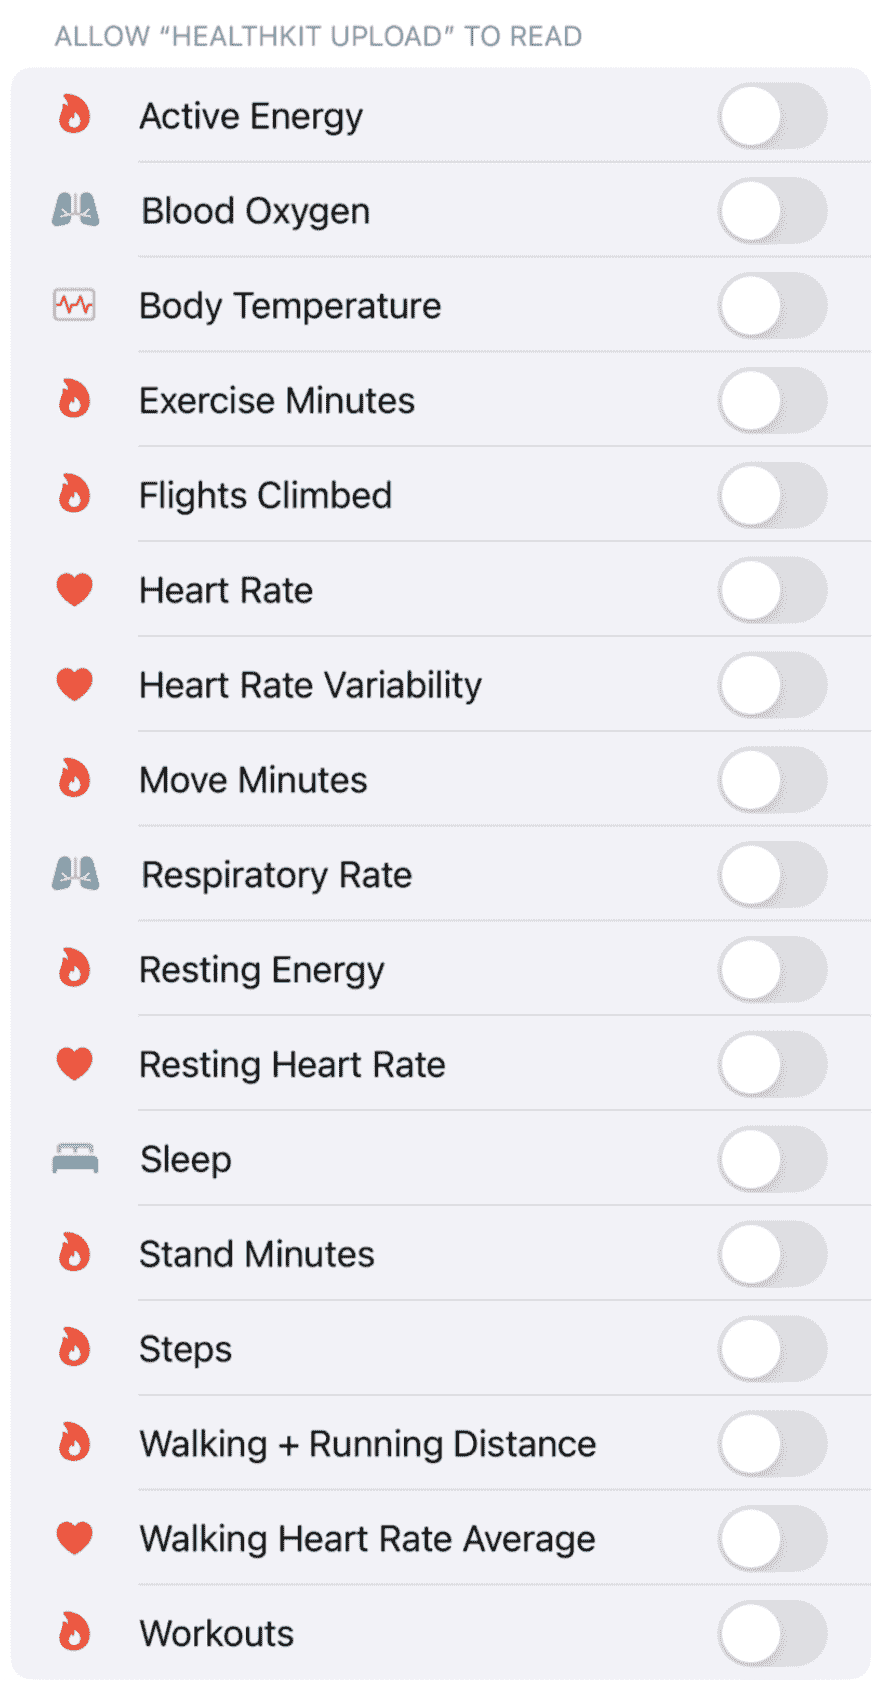 ALLOW “HEALTHKIT UPLOAD” TO READ
Active Energy
Blood Oxygen
Body Temperature
Exercise Minutes
Flights Climbed
Heart Rate
Heart Rate Variability
Move Minutes
Respiratory Rate
Resting Energy
Resting Heart Rate
Sleep
Stand Minutes
Steps
Walking + Running Distance
Walking Heart Rate Average
Workouts